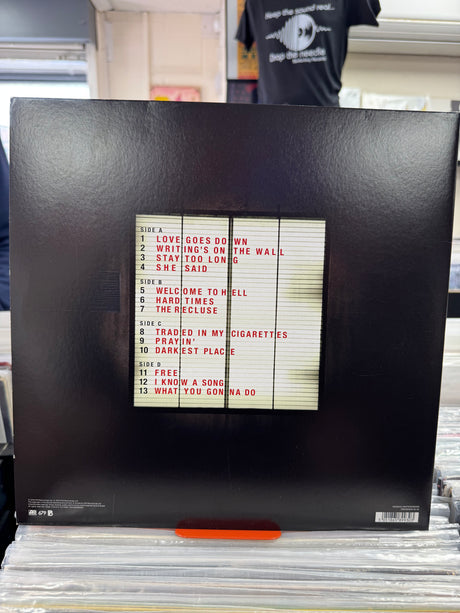 Keep the sound real...
Keep the needle
SIDE A
1 LOVE GOES DOWN
2 WRITING'S ON THE WALL
3 STAY TOO LONG
4 SHE SAID
SIDE B
5 WELCOME TO HELL
6 HARD TIMES
7 THE RECLUSE
SIDE C
8 TRADED IN MY CIGARETTES
9 PRAYIN'
10 DARKEST PLACE
SIDE D
11 FREE
12 I KNOW A SONG
13 WHAT YOU GONNA DO
679